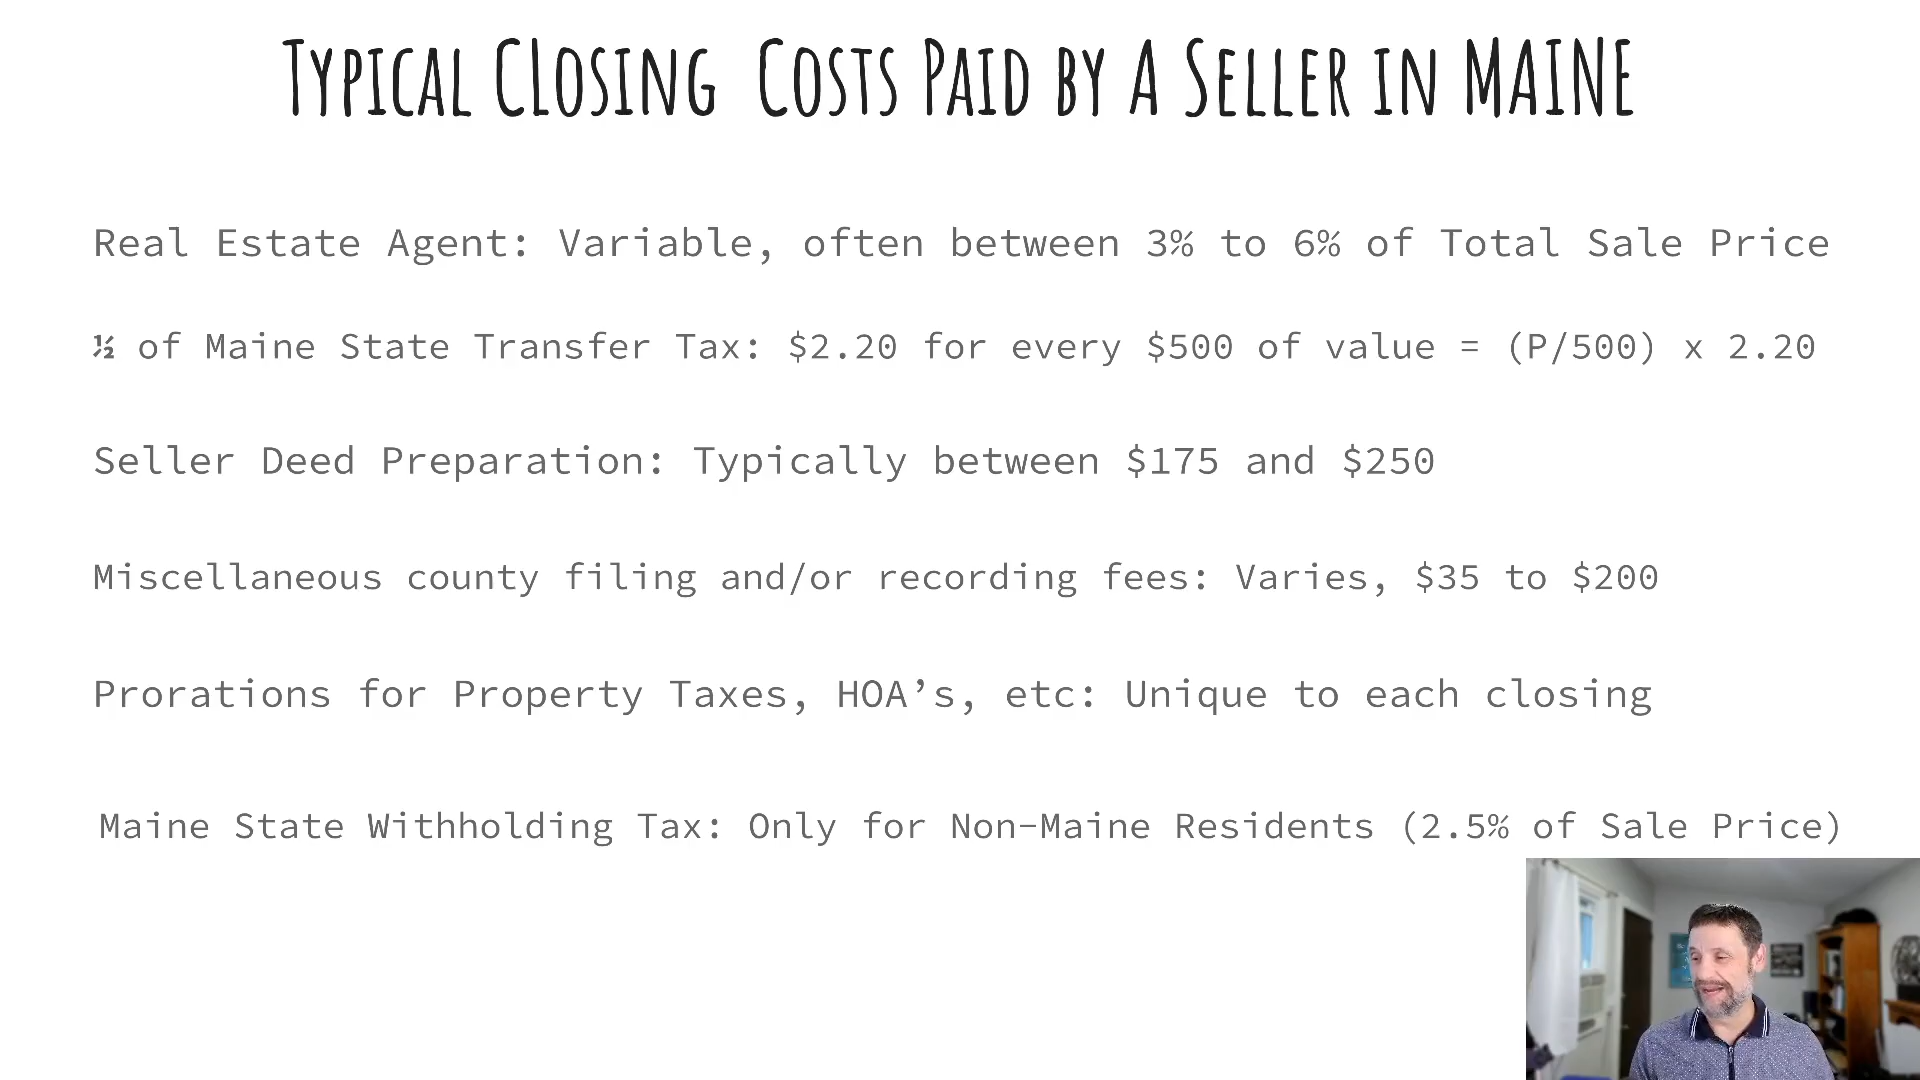 Typical Closing Costs Paid by A Seller in MAINE
Real Estate Agent: Variable, often between 3% to 6% of Total Sale Price
½ of Maine State Transfer Tax: $2.20 for every $500 of value = (P/500) x 2.20
Seller Deed Preparation: Typically between $175 and $250
Miscellaneous county filing and/or recording fees: Varies, $35 to $200
Prorations for Property Taxes, HOA’s, etc: Unique to each closing
Maine State Withholding Tax: Only for Non-Maine Residents (2.5% of Sale Price)